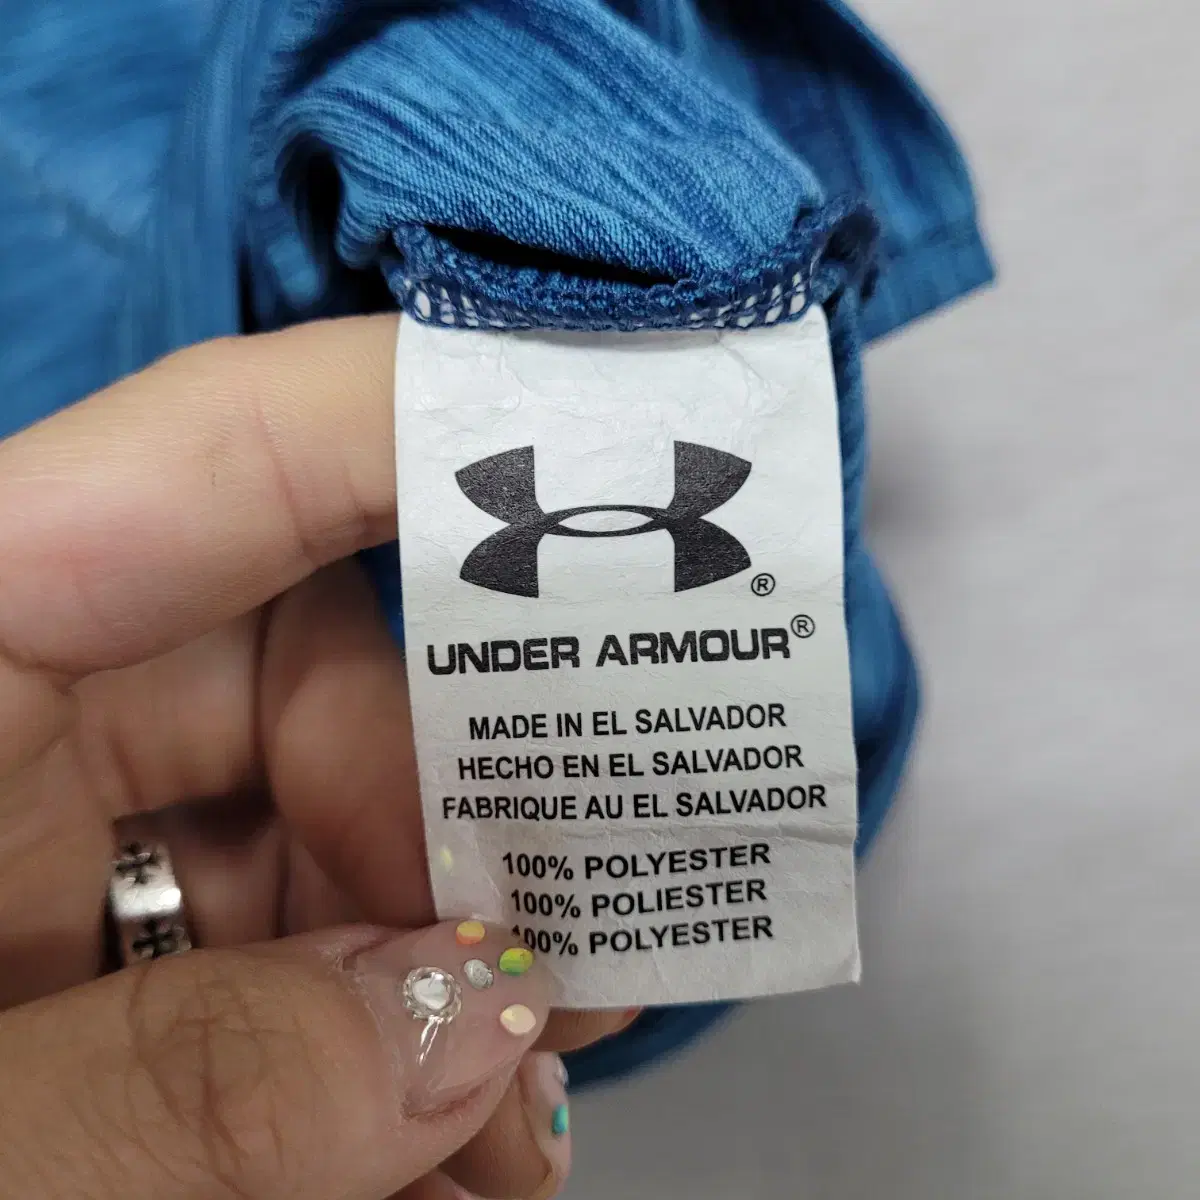 ®
UNDER ARMOUR®
MADE IN EL SALVADOR
HECHO EN EL SALVADOR
FABRIQUE AU EL SALVADOR
100% POLYESTER
100% POLIESTER
100% POLYESTER